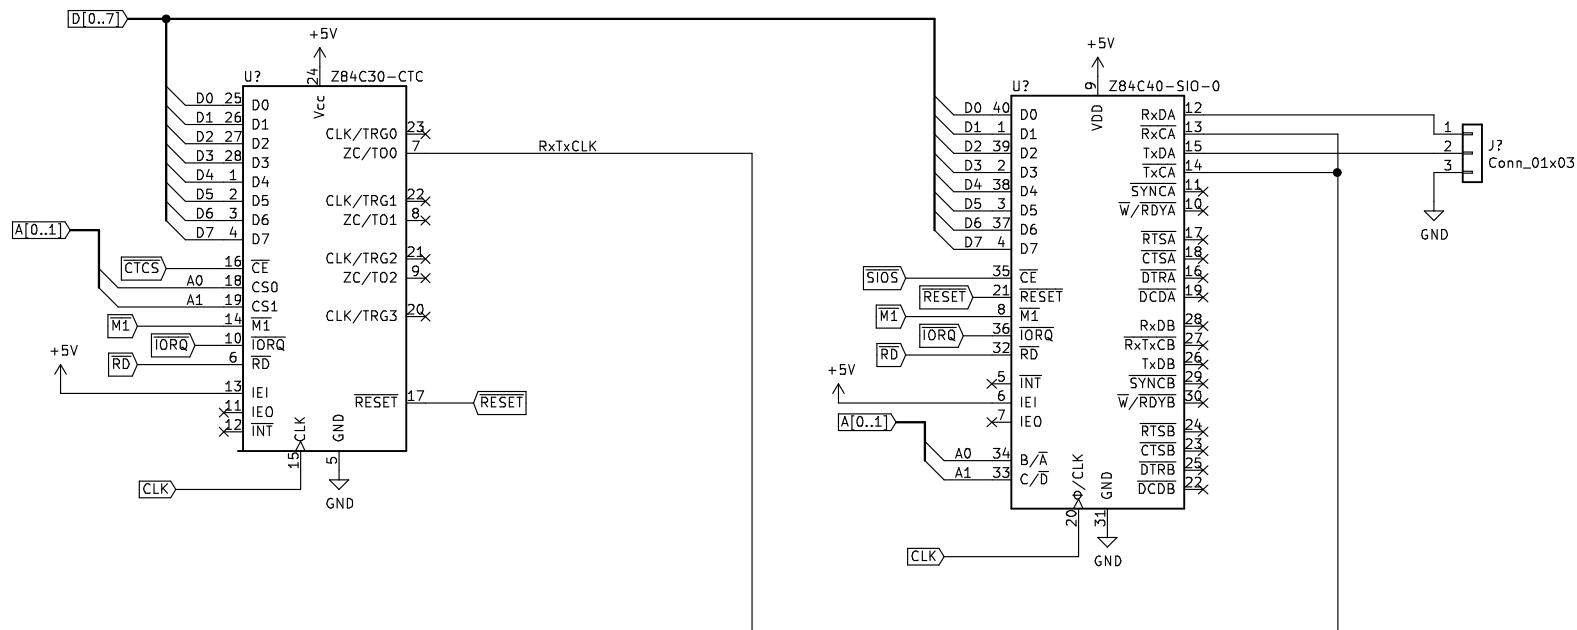 D[0..7]
+5V
U?
24
Z84C30-CTC
Vcc
D0 25 D0
D1 26 D1
D2 27 D2
D3 28 D3
D4 1 D4
D5 2 D5
D6 3 D6
D7 4 D7
A[0..1]
CTCS 16 CE
A0 18 CS0
A1 19 CS1
M1 14 M1
IORQ 10 IORQ
RD 6 RD
+5V
13 IEI
11 IEO
12 INT
CLK/TRG0 23
ZC/TO0 7
RxTxCLK
CLK/TRG1 22
ZC/TO1 8
CLK/TRG2 21
ZC/TO2 9
CLK/TRG3 20
RESET 17 RESET
CLK
15
CLK
GND
5
GND
+5V
U?
9
Z84C40-SIO-0
VDD
D0 40 D0
D1 1 D1
D2 39 D2
D3 2 D3
D4 38 D4
D5 3 D5
D6 37 D6
D7 4 D7
SIOS 35 CE
RESET 21 RESET
M1 8 M1
IORQ 36 IORQ
RD 32 RD
+5V
5 INT
6 IEI
7 IEO
A[0..1]
A0 34 B/A
A1 33 C/D
RxDA 12
RxCA 13
TxDA 15
TxCA 14
SYNCA 11
W/RDYA 10
RTSA 17
CTSA 18
DTRA 16
DCDA 19
RxDB 28
RxTxCB 27
TxDB 26
SYNCB 29
W/RDYB 30
RTSB 24
CTSB 23
DTRB 25
DCDB 22
Φ/CLK
20
CLK
GND
31
GND
1
2
3
J?
Conn_01x03
GND